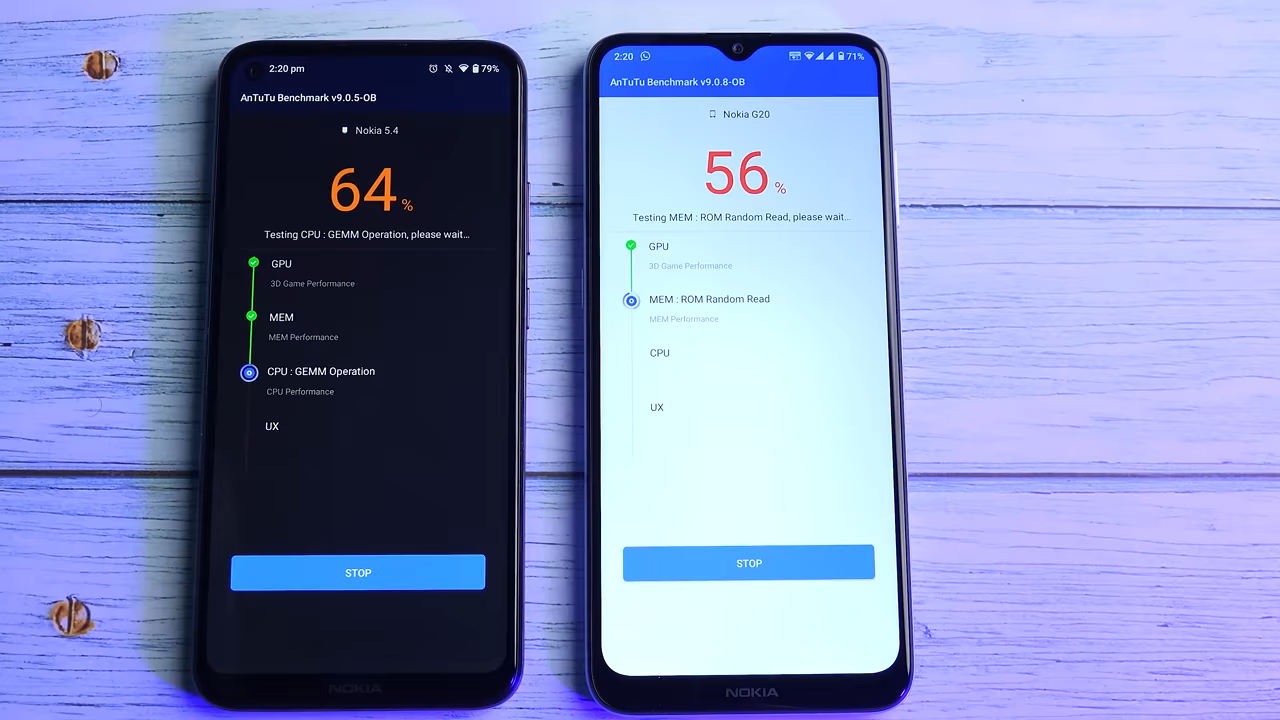 2:20 pm
79%
AnTuTu Benchmark v9.0.5-OB
Nokia 5.4
64%
Testing CPU : GEMM Operation, please wait...
GPU
3D Game Performance
MEM
MEM Performance
CPU : GEMM Operation
CPU Performance
UX
STOP
NOKIA
2:20
71%
AnTuTu Benchmark v9.0.8-OB
Nokia G20
56%
Testing MEM : ROM Random Read, please wait...
GPU
3D Game Performance
MEM : ROM Random Read
MEM Performance
CPU
UX
STOP
NOKIA